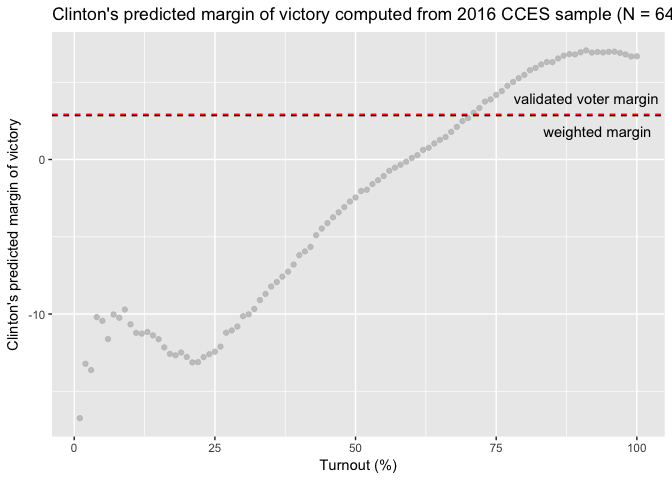 Clinton's predicted margin of victory computed from 2016 CCES sample (N = 64
validated voter margin
weighted margin
Clinton's predicted margin of victory
0
-10
0
25
50
75
100
Turnout (%)